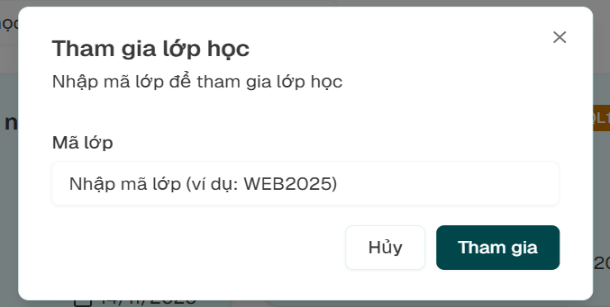 Tham gia lớp học
Nhập mã lớp để tham gia lớp học
Mã lớp
Nhập mã lớp (ví dụ: WEB2025)
Hủy
Tham gia